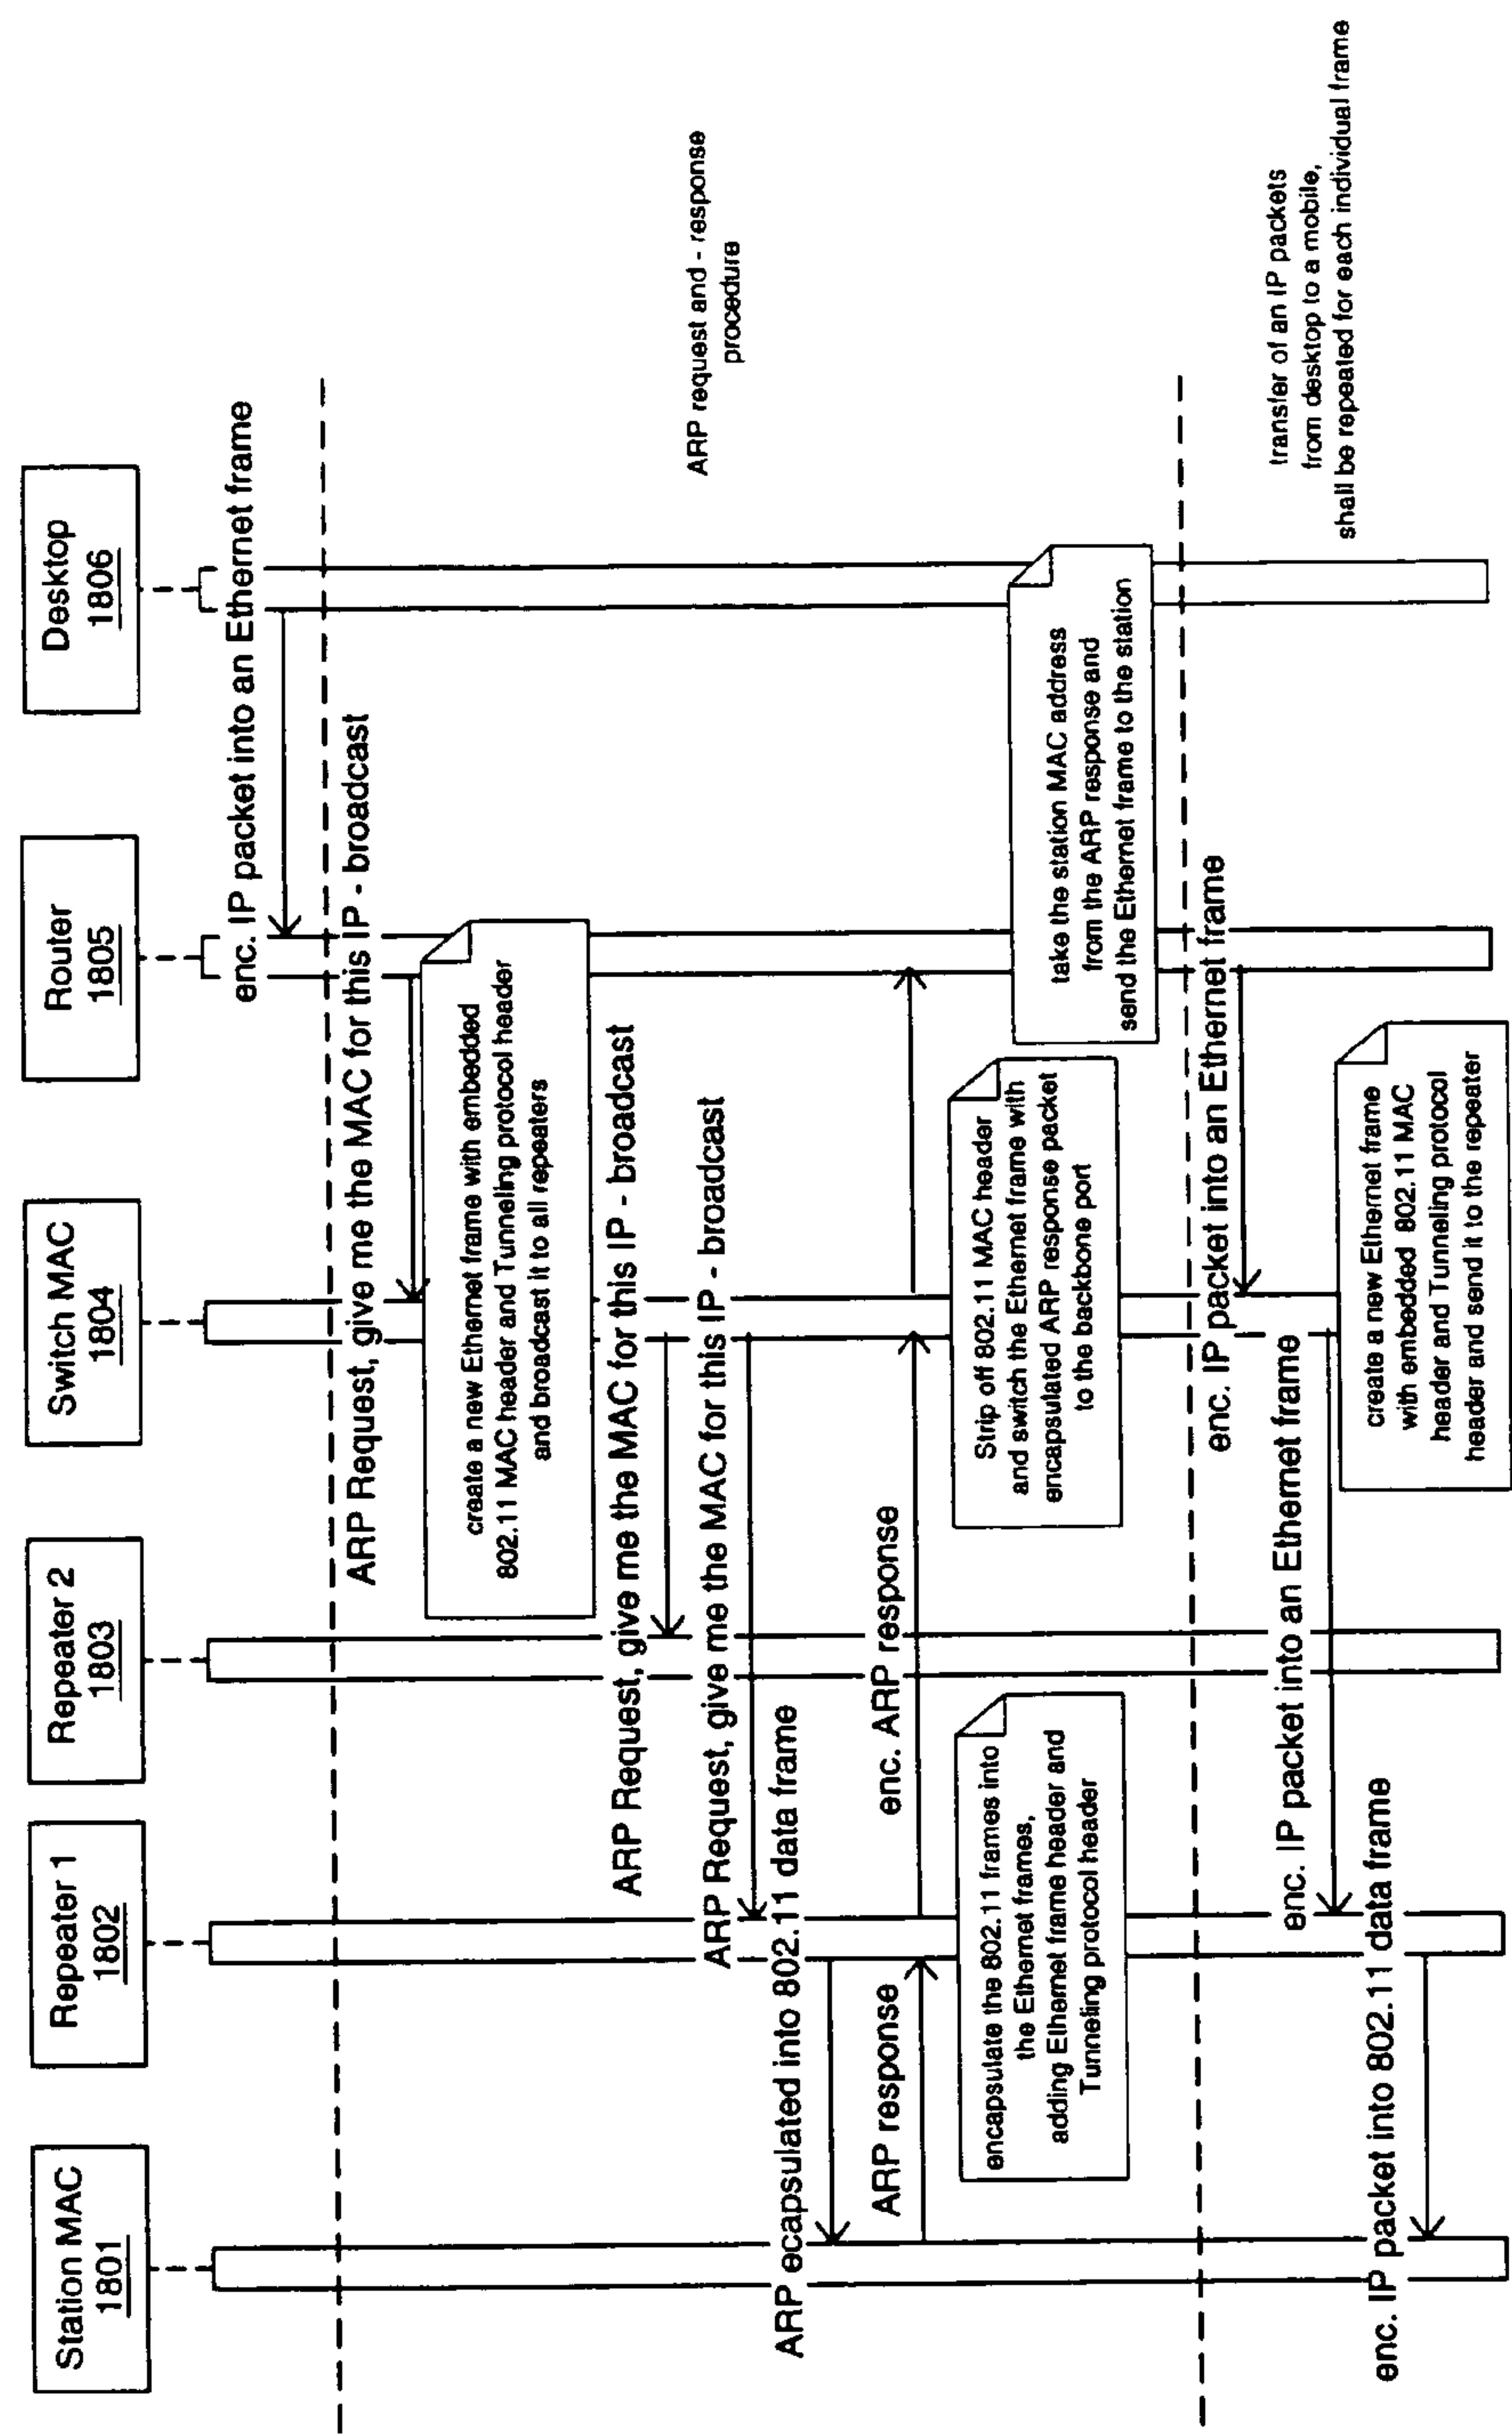 Station MAC
1801
Repeater 1
1802
Repeater 2
1803
Switch MAC
1804
Router
1805
Desktop
1806
enc. IP packet into an Ethernet frame
ARP Request, give me the MAC for this IP - broadcast
create a new Ethernet frame with embedded
802.11 MAC header and Tunneling protocol header
and broadcast it to all repeaters
ARP Request, give me the MAC for this IP - broadcast
ARP request and - response
procedure
ARP Request, give me the MAC for this IP - broadcast
ARP ecapsulated into 802.11 data frame
ARP response
enc. ARP response
encapsulate the 802.11 frames into
the Ethernet frames,
adding Ethernet frame header and
Tunneling protocol header
Strip off 802.11 MAC header
and switch the Ethernet frame with
encapsulated ARP response packet
to the backbone port
take the station MAC address
from the ARP response and
send the Ethernet frame to the station
enc. IP packet into an Ethernet frame
transfer of an IP packets
from desktop to a mobile,
shall be repeated for each individual frame
enc. IP packet into an Ethernet frame
create a new Ethernet frame
with embedded 802.11 MAC
header and Tunneling protocol
header and send it to the repeater
enc. IP packet into 802.11 data frame